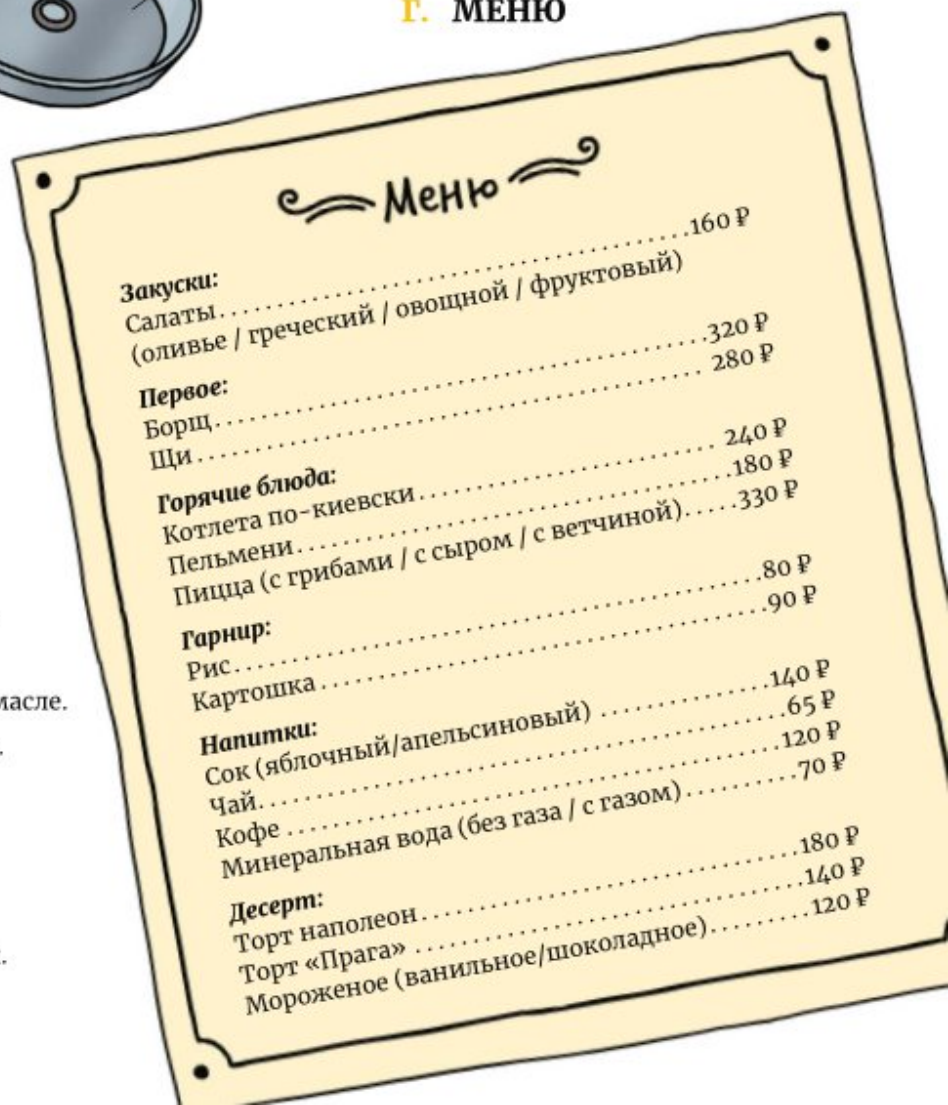 Г. МЕНЮ
Меню
Закуски:
Салаты..........................................160 ₽
(оливье / греческий / овощной / фруктовый)
Первое:
Борщ............................................320 ₽
Щи.............................................. 280 ₽
Горячие блюда:
Котлета по-киевски........................... 240 ₽
Пельмени.......................................180 ₽
Пицца (с грибами / с сыром / с ветчиной).....330 ₽
Гарнир:
Рис..............................................80 ₽
Картошка.......................................90 ₽
Напитки:
Сок (яблочный/апельсиновый) ..............140 ₽
Чай..............................................65 ₽
Кофе ...........................................120 ₽
Минеральная вода (без газа / с газом)..........70 ₽
Десерт:
Торт наполеон..................................180 ₽
Торт «Прага» ..................................140 ₽
Мороженое (ванильное/шоколадное).........120 ₽
масле.